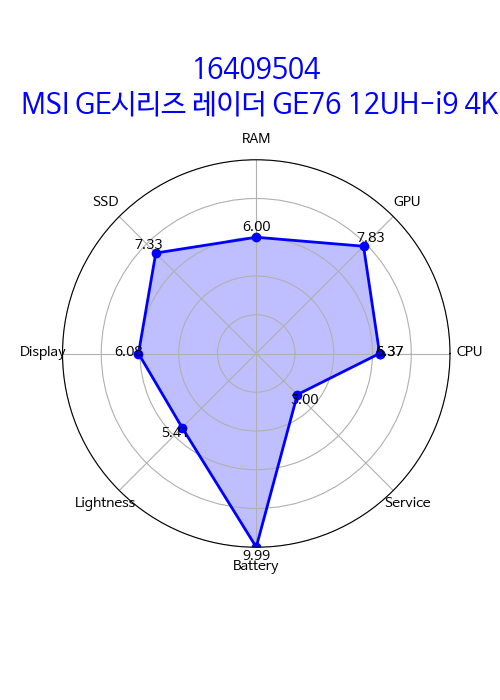 16409504
MSI GE시리즈 레이더 GE76 12UH-i9 4K
RAM
SSD
GPU
6.00
7.33
7.83
Display
6.08
6.37
CPU
5.41
3.00
Lightness
Service
9.99
Battery